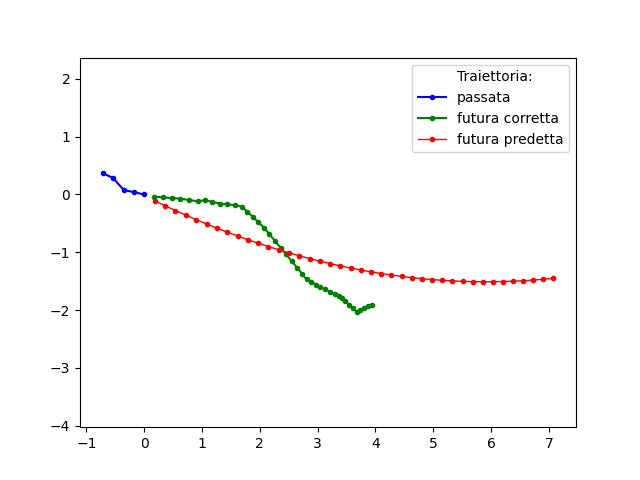 Traiettoria:
passata
futura corretta
futura predetta
2
1
0
−1
−2
−3
−4
−1 0 1 2 3 4 5 6 7